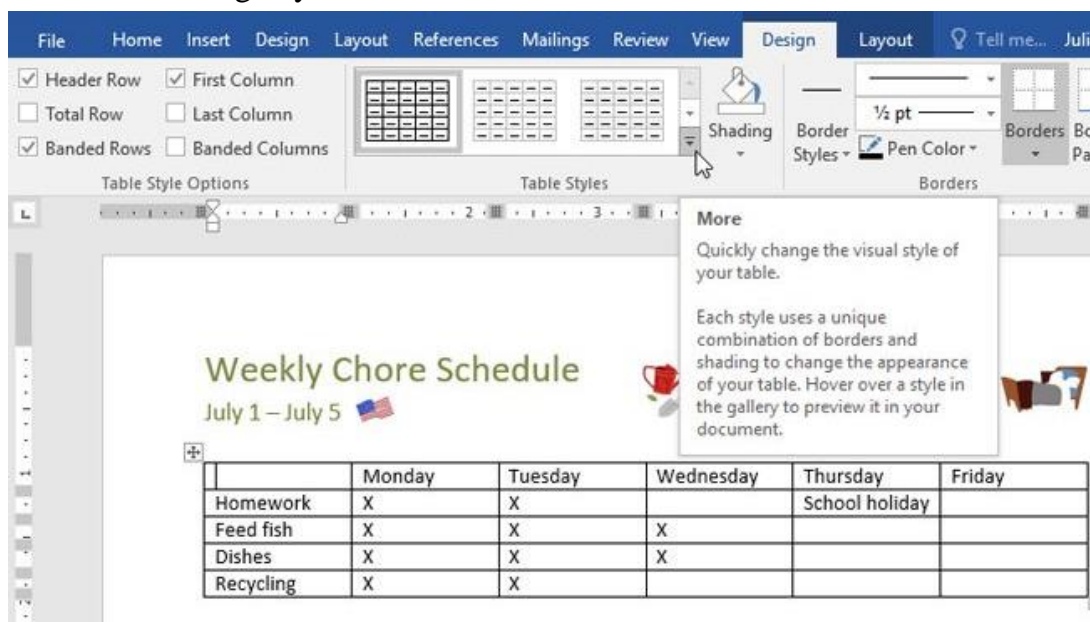 File Home Insert Design Layout References Mailings Review View Design Layout Tell me... Juli
Header Row First Column
Total Row Last Column
Banded Rows Banded Columns
Shading
Border Styles
½ pt
Pen Color
Borders
Table Style Options Table Styles Borders
2 3
More
Quickly change the visual style of
your table.
Each style uses a unique
combination of borders and
shading to change the appearance
of your table. Hover over a style in
the gallery to preview it in your
document.
Weekly Chore Schedule
July 1 – July 5
Monday Tuesday Wednesday Thursday Friday
Homework X X School holiday
Feed fish X X X
Dishes X X X
Recycling X X